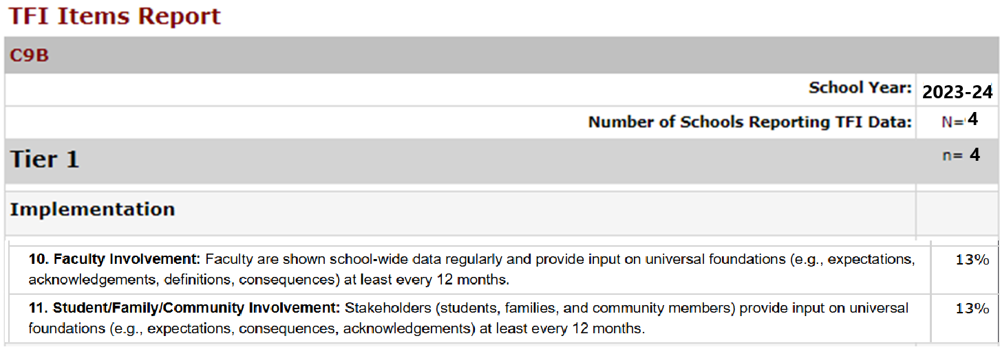 TFI Items Report
C9B
School Year: 2023-24
Number of Schools Reporting TFI Data: N= 4
Tier 1 n= 4
Implementation
10. Faculty Involvement: Faculty are shown school-wide data regularly and provide input on universal foundations (e.g., expectations, 13%
acknowledgements, definitions, consequences) at least every 12 months.
11. Student/Family/Community Involvement: Stakeholders (students, families, and community members) provide input on universal 13%
foundations (e.g., expectations, consequences, acknowledgements) at least every 12 months.